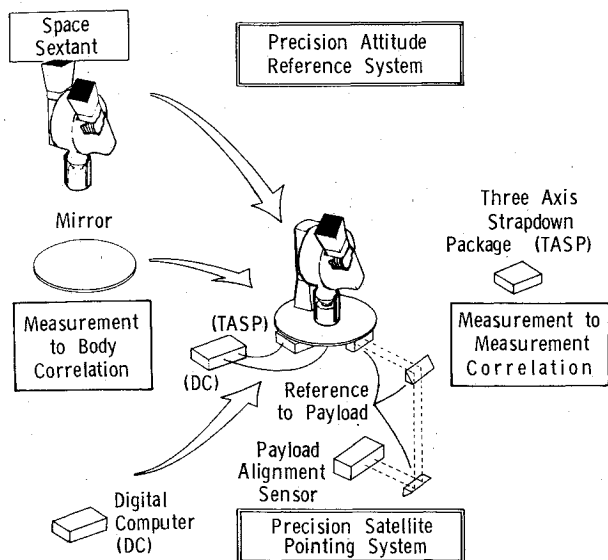 Space
Sextant
Precision Attitude
Reference System
Mirror
Three Axis
Strapdown
Package (TASP)
Measurement
to Body
Correlation
(TASP)
(DC)
Measurement to
Measurement
Correlation
Reference
to Payload
Payload
Alignment
Sensor
Digital
Computer
(DC)
Precision Satellite
Pointing System